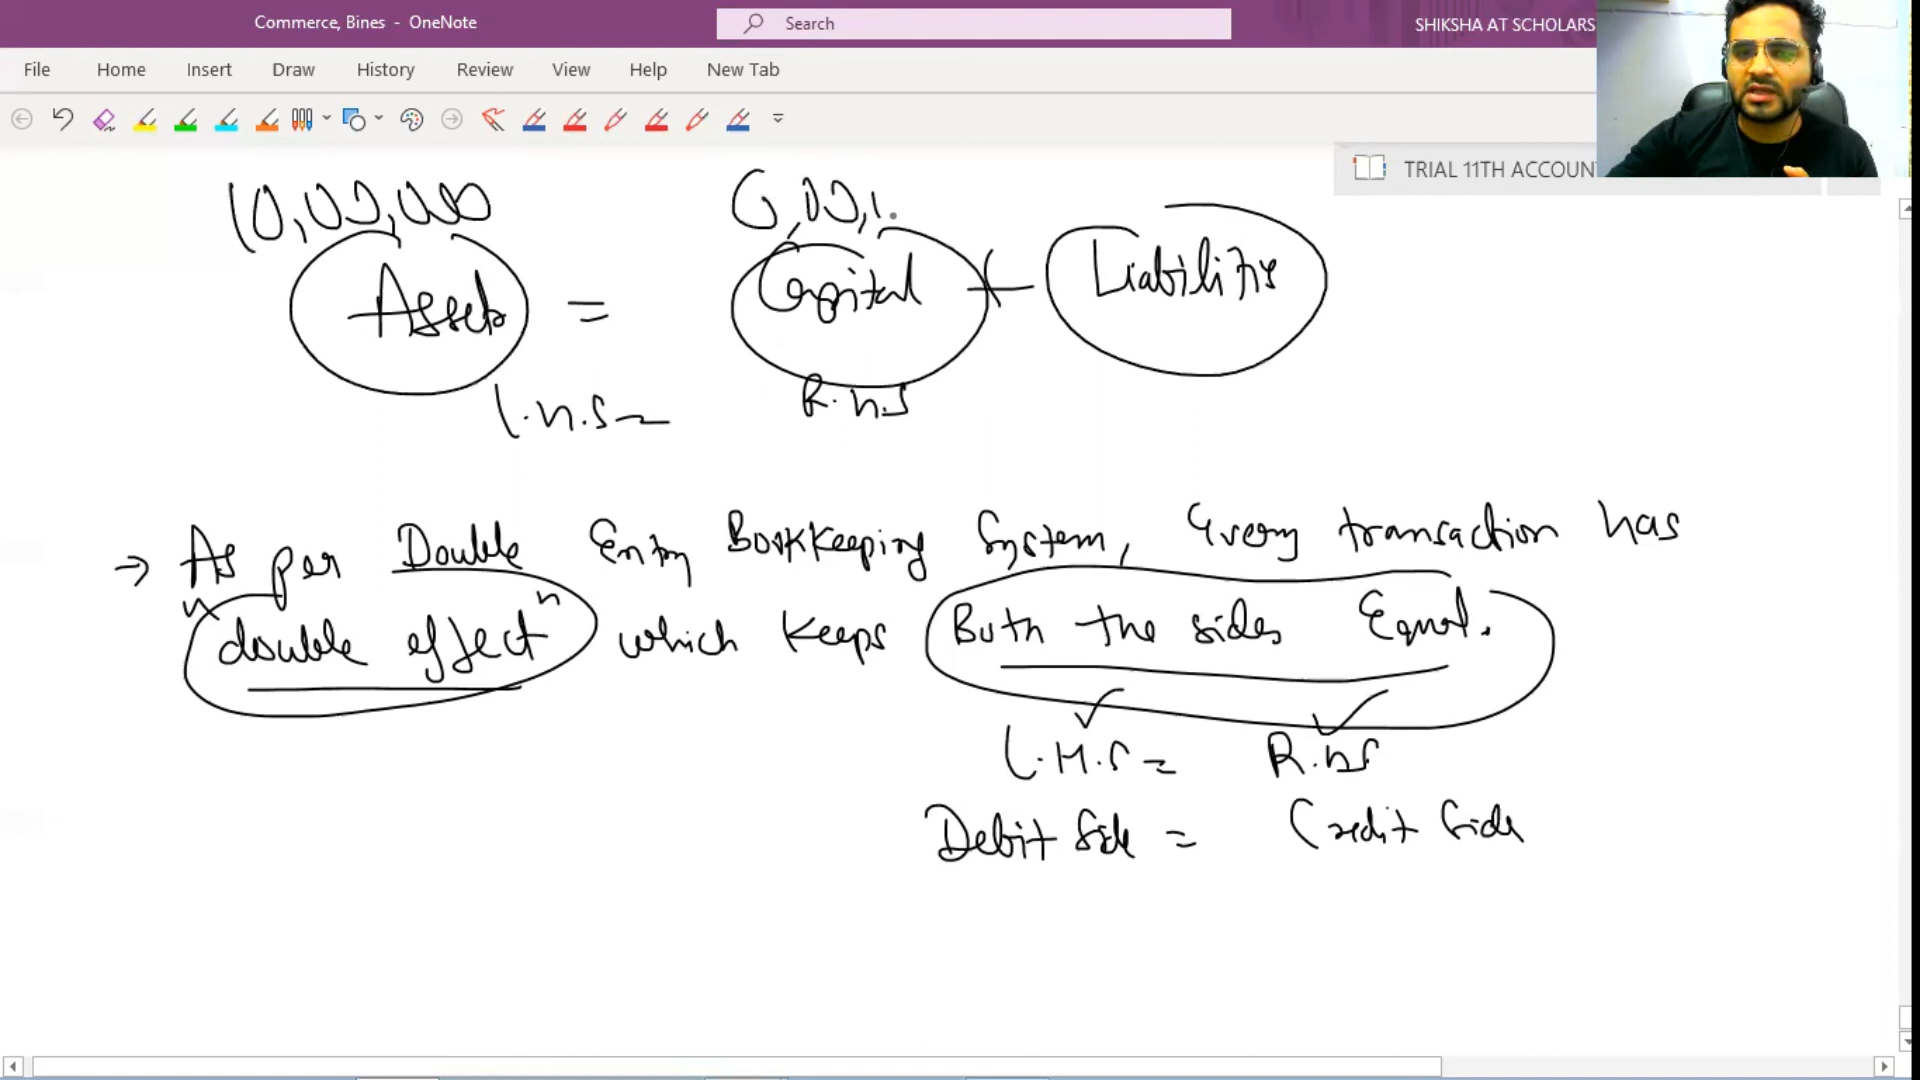 Commerce, Bines - OneNote
Search
SHIKSHA AT SCHOLARS
File Home Insert Draw History Review View Help New Tab
TRIAL 11TH ACCOUN
10,00,000 6,00,
Assets = Capital + Liabilities
L.H.S = R.H.S
→ As per Double Entry Bookkeeping System, Every transaction has
"double effect" which keeps Both the sides Equal.
L.H.S = R.H.S
Debit Side = Credit Side